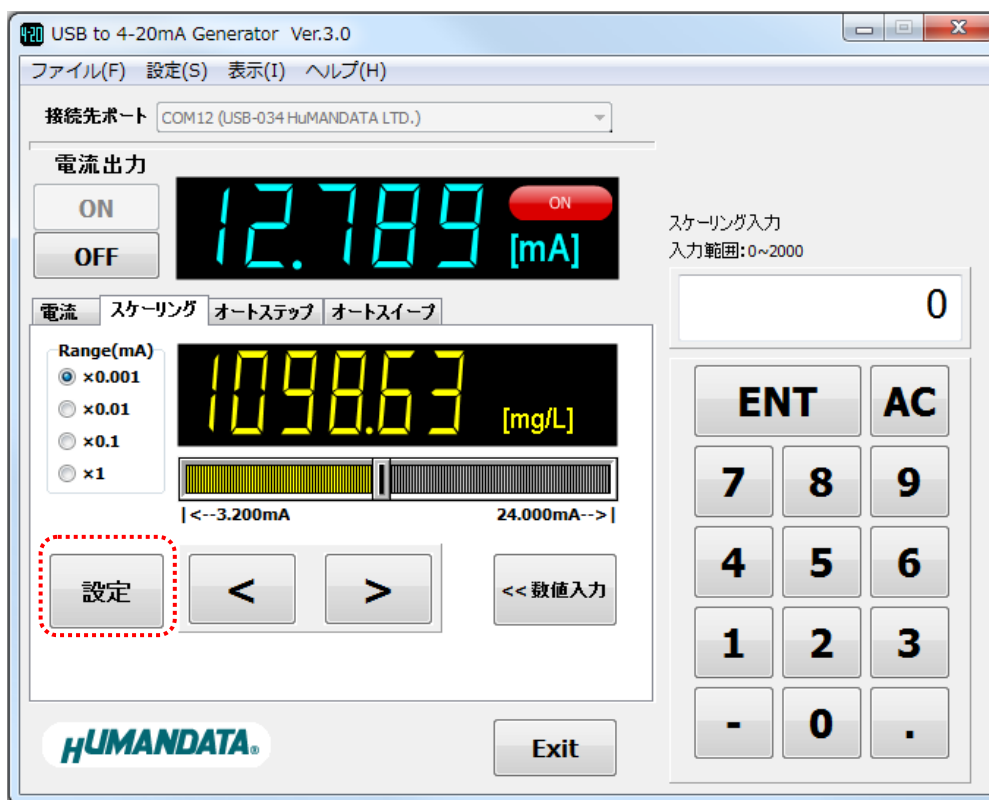 USB to 4-20mA Generator Ver.3.0
ファイル(F) 設定(S) 表示(I) ヘルプ(H)
接続先ポート COM12 (USB-034 HuMANDATA LTD.)
電流出力
ON
OFF
12.789 ON [mA]
電流 スケーリング オートステップ オートスイープ
Range(mA)
×0.001
×0.01
×0.1
×1
1098.63 [mg/L]
|<--3.200mA 24.000mA-->|
設定 < > << 数値入力
HUMANDATA® Exit
スケーリング入力
入力範囲:0~2000
0
ENT AC
7 8 9
4 5 6
1 2 3
- 0 .